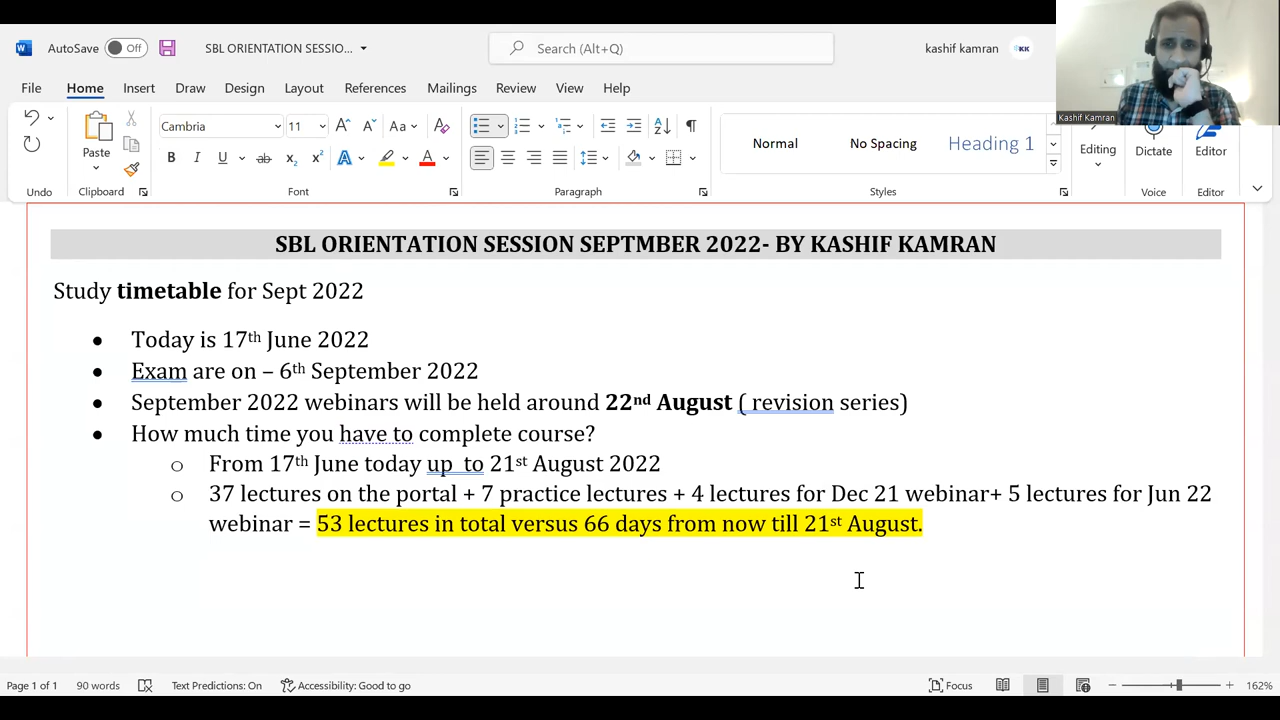 AutoSave Off SBL ORIENTATION SESSIO... Search (Alt+Q) kashif kamran KK
Kashif Kamran
File Home Insert Draw Design Layout References Mailings Review View Help
Cambria 11 Aa
Paste
B I U ab x2 x2 A A
Normal No Spacing Heading 1
Editing Dictate Editor
Undo Clipboard Font Paragraph Styles Voice Editor
SBL ORIENTATION SESSION SEPTMBER 2022- BY KASHIF KAMRAN
Study timetable for Sept 2022
• Today is 17th June 2022
• Exam are on – 6th September 2022
• September 2022 webinars will be held around 22nd August ( revision series)
• How much time you have to complete course?
o From 17th June today up to 21st August 2022
o 37 lectures on the portal + 7 practice lectures + 4 lectures for Dec 21 webinar+ 5 lectures for Jun 22
webinar = 53 lectures in total versus 66 days from now till 21st August.
Page 1 of 1 90 words Text Predictions: On Accessibility: Good to go Focus 162%